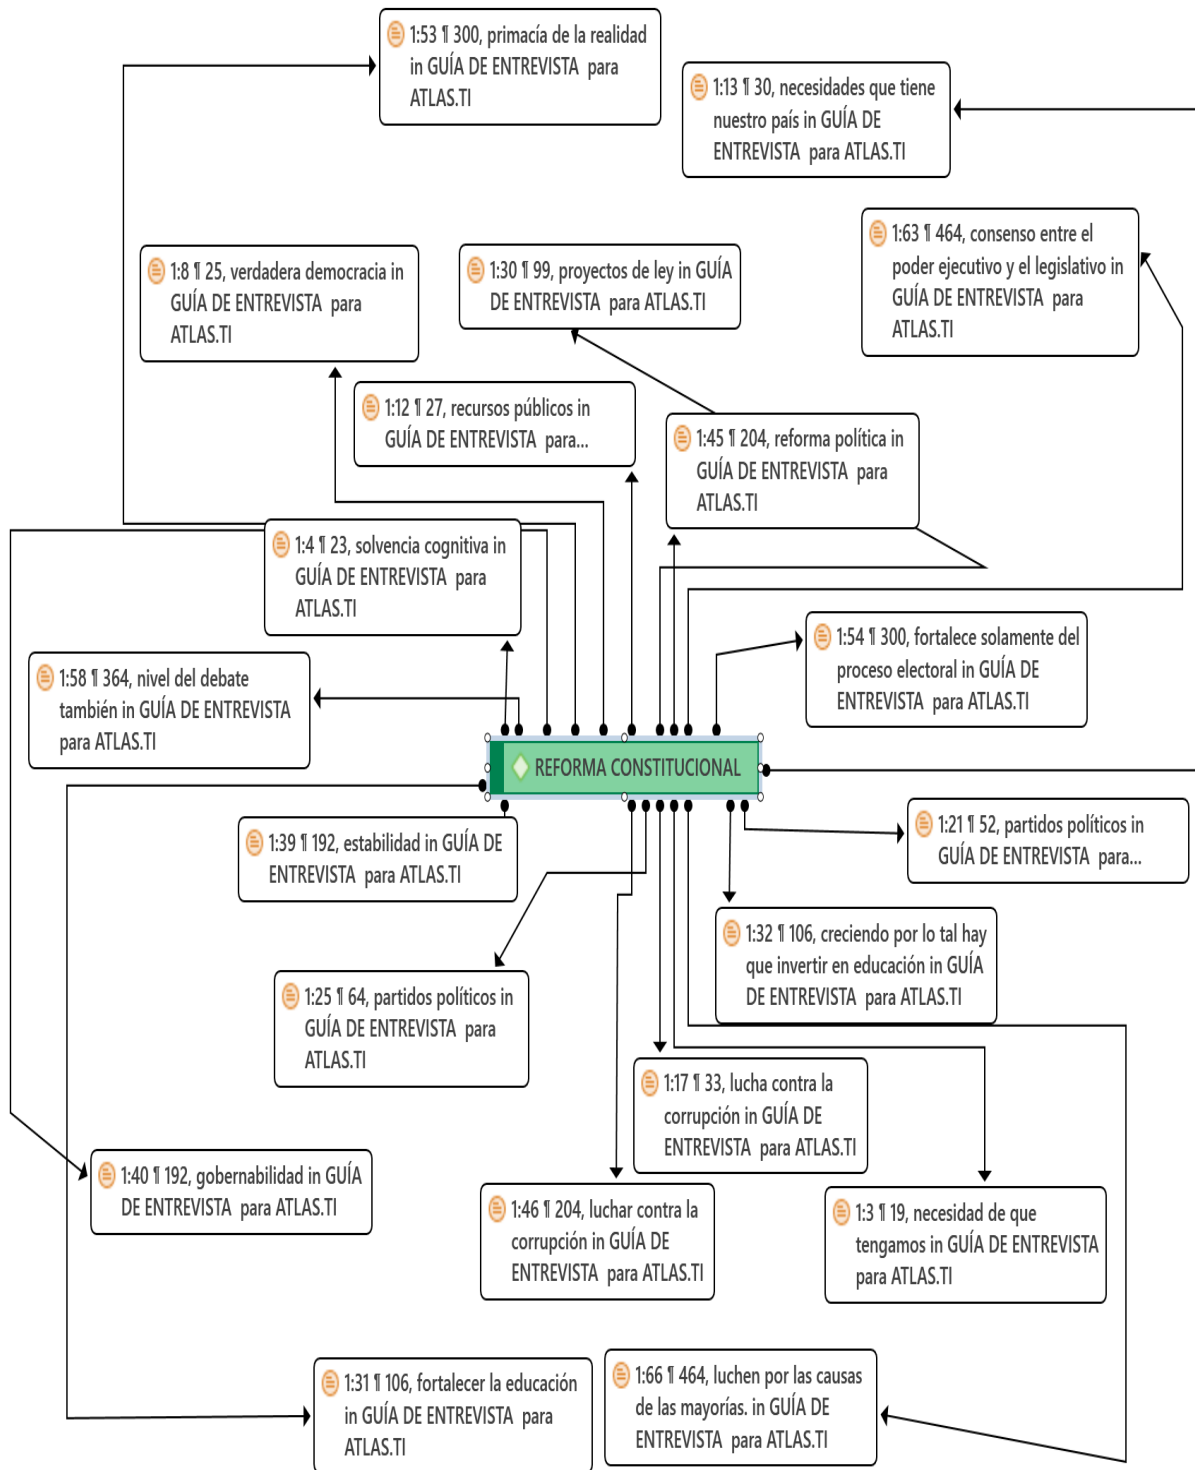 1:53 ¶ 300, primacía de la realidad
in GUÍA DE ENTREVISTA para
ATLAS.TI
1:13 ¶ 30, necesidades que tiene
nuestro país in GUÍA DE
ENTREVISTA para ATLAS.TI
1:63 ¶ 464, consenso entre el
poder ejecutivo y el legislativo in
GUÍA DE ENTREVISTA para
ATLAS.TI
1:8 ¶ 25, verdadera democracia in
GUÍA DE ENTREVISTA para
ATLAS.TI
1:30 ¶ 99, proyectos de ley in GUÍA
DE ENTREVISTA para ATLAS.TI
1:12 ¶ 27, recursos públicos in
GUÍA DE ENTREVISTA para...
1:45 ¶ 204, reforma política in
GUÍA DE ENTREVISTA para
ATLAS.TI
1:4 ¶ 23, solvencia cognitiva in
GUÍA DE ENTREVISTA para
ATLAS.TI
1:54 ¶ 300, fortalece solamente del
proceso electoral in GUÍA DE
ENTREVISTA para ATLAS.TI
1:58 ¶ 364, nivel del debate
también in GUÍA DE ENTREVISTA
para ATLAS.TI
REFORMA CONSTITUCIONAL
1:39 ¶ 192, estabilidad in GUÍA DE
ENTREVISTA para ATLAS.TI
1:21 ¶ 52, partidos políticos in
GUÍA DE ENTREVISTA para...
1:32 ¶ 106, creciendo por lo tal hay
que invertir en educación in GUÍA
DE ENTREVISTA para ATLAS.TI
1:25 ¶ 64, partidos políticos in
GUÍA DE ENTREVISTA para
ATLAS.TI
1:17 ¶ 33, lucha contra la
corrupción in GUÍA DE
ENTREVISTA para ATLAS.TI
1:40 ¶ 192, gobernabilidad in GUÍA
DE ENTREVISTA para ATLAS.TI
1:46 ¶ 204, luchar contra la
corrupción in GUÍA DE
ENTREVISTA para ATLAS.TI
1:3 ¶ 19, necesidad de que
tengamos in GUÍA DE ENTREVISTA
para ATLAS.TI
1:31 ¶ 106, fortalecer la educación
in GUÍA DE ENTREVISTA para
ATLAS.TI
1:66 ¶ 464, luchen por las causas
de las mayorías. in GUÍA DE
ENTREVISTA para ATLAS.TI